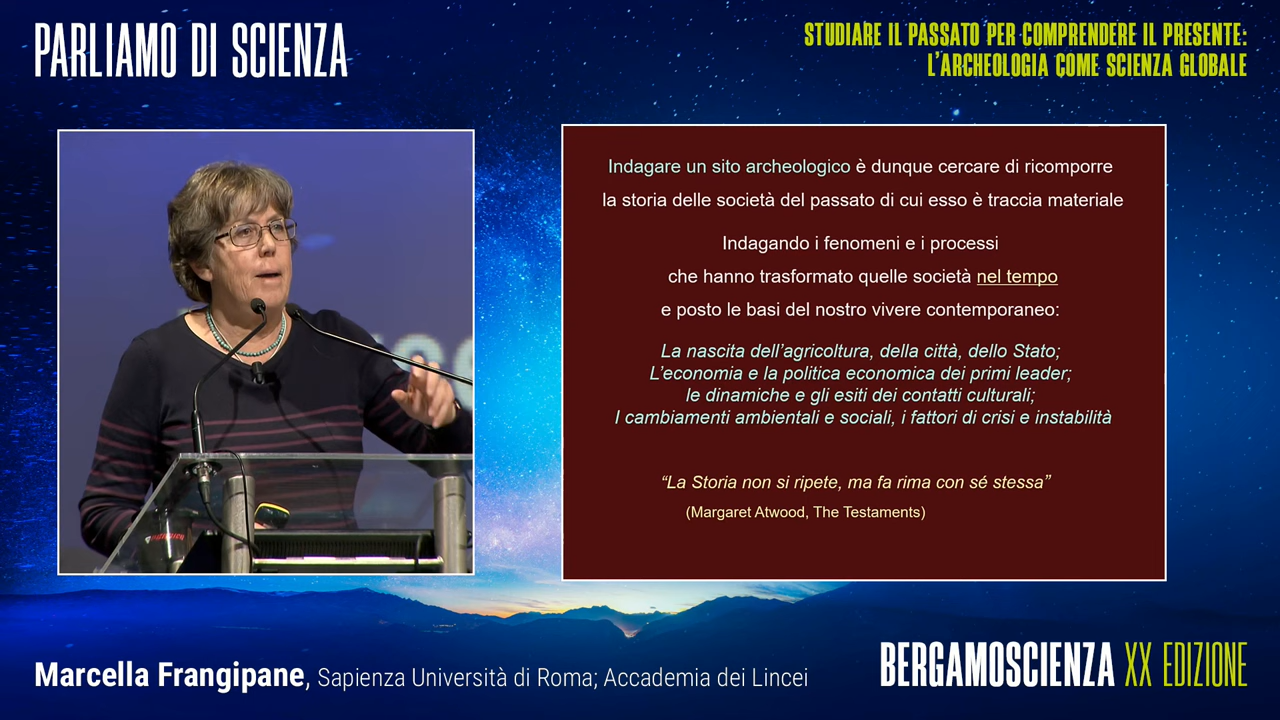 PARLIAMO DI SCIENZA
STUDIARE IL PASSATO PER COMPRENDERE IL PRESENTE:
L'ARCHEOLOGIA COME SCIENZA GLOBALE
Indagare un sito archeologico è dunque cercare di ricomporre
la storia delle società del passato di cui esso è traccia materiale
Indagando i fenomeni e i processi
che hanno trasformato quelle società nel tempo
e posto le basi del nostro vivere contemporaneo:
La nascita dell’agricoltura, della città, dello Stato;
L’economia e la politica economica dei primi leader;
le dinamiche e gli esiti dei contatti culturali;
I cambiamenti ambientali e sociali, i fattori di crisi e instabilità
“La Storia non si ripete, ma fa rima con sé stessa”
(Margaret Atwood, The Testaments)
Marcella Frangipane, Sapienza Università di Roma; Accademia dei Lincei
BERGAMOSCIENZA XX EDIZIONE